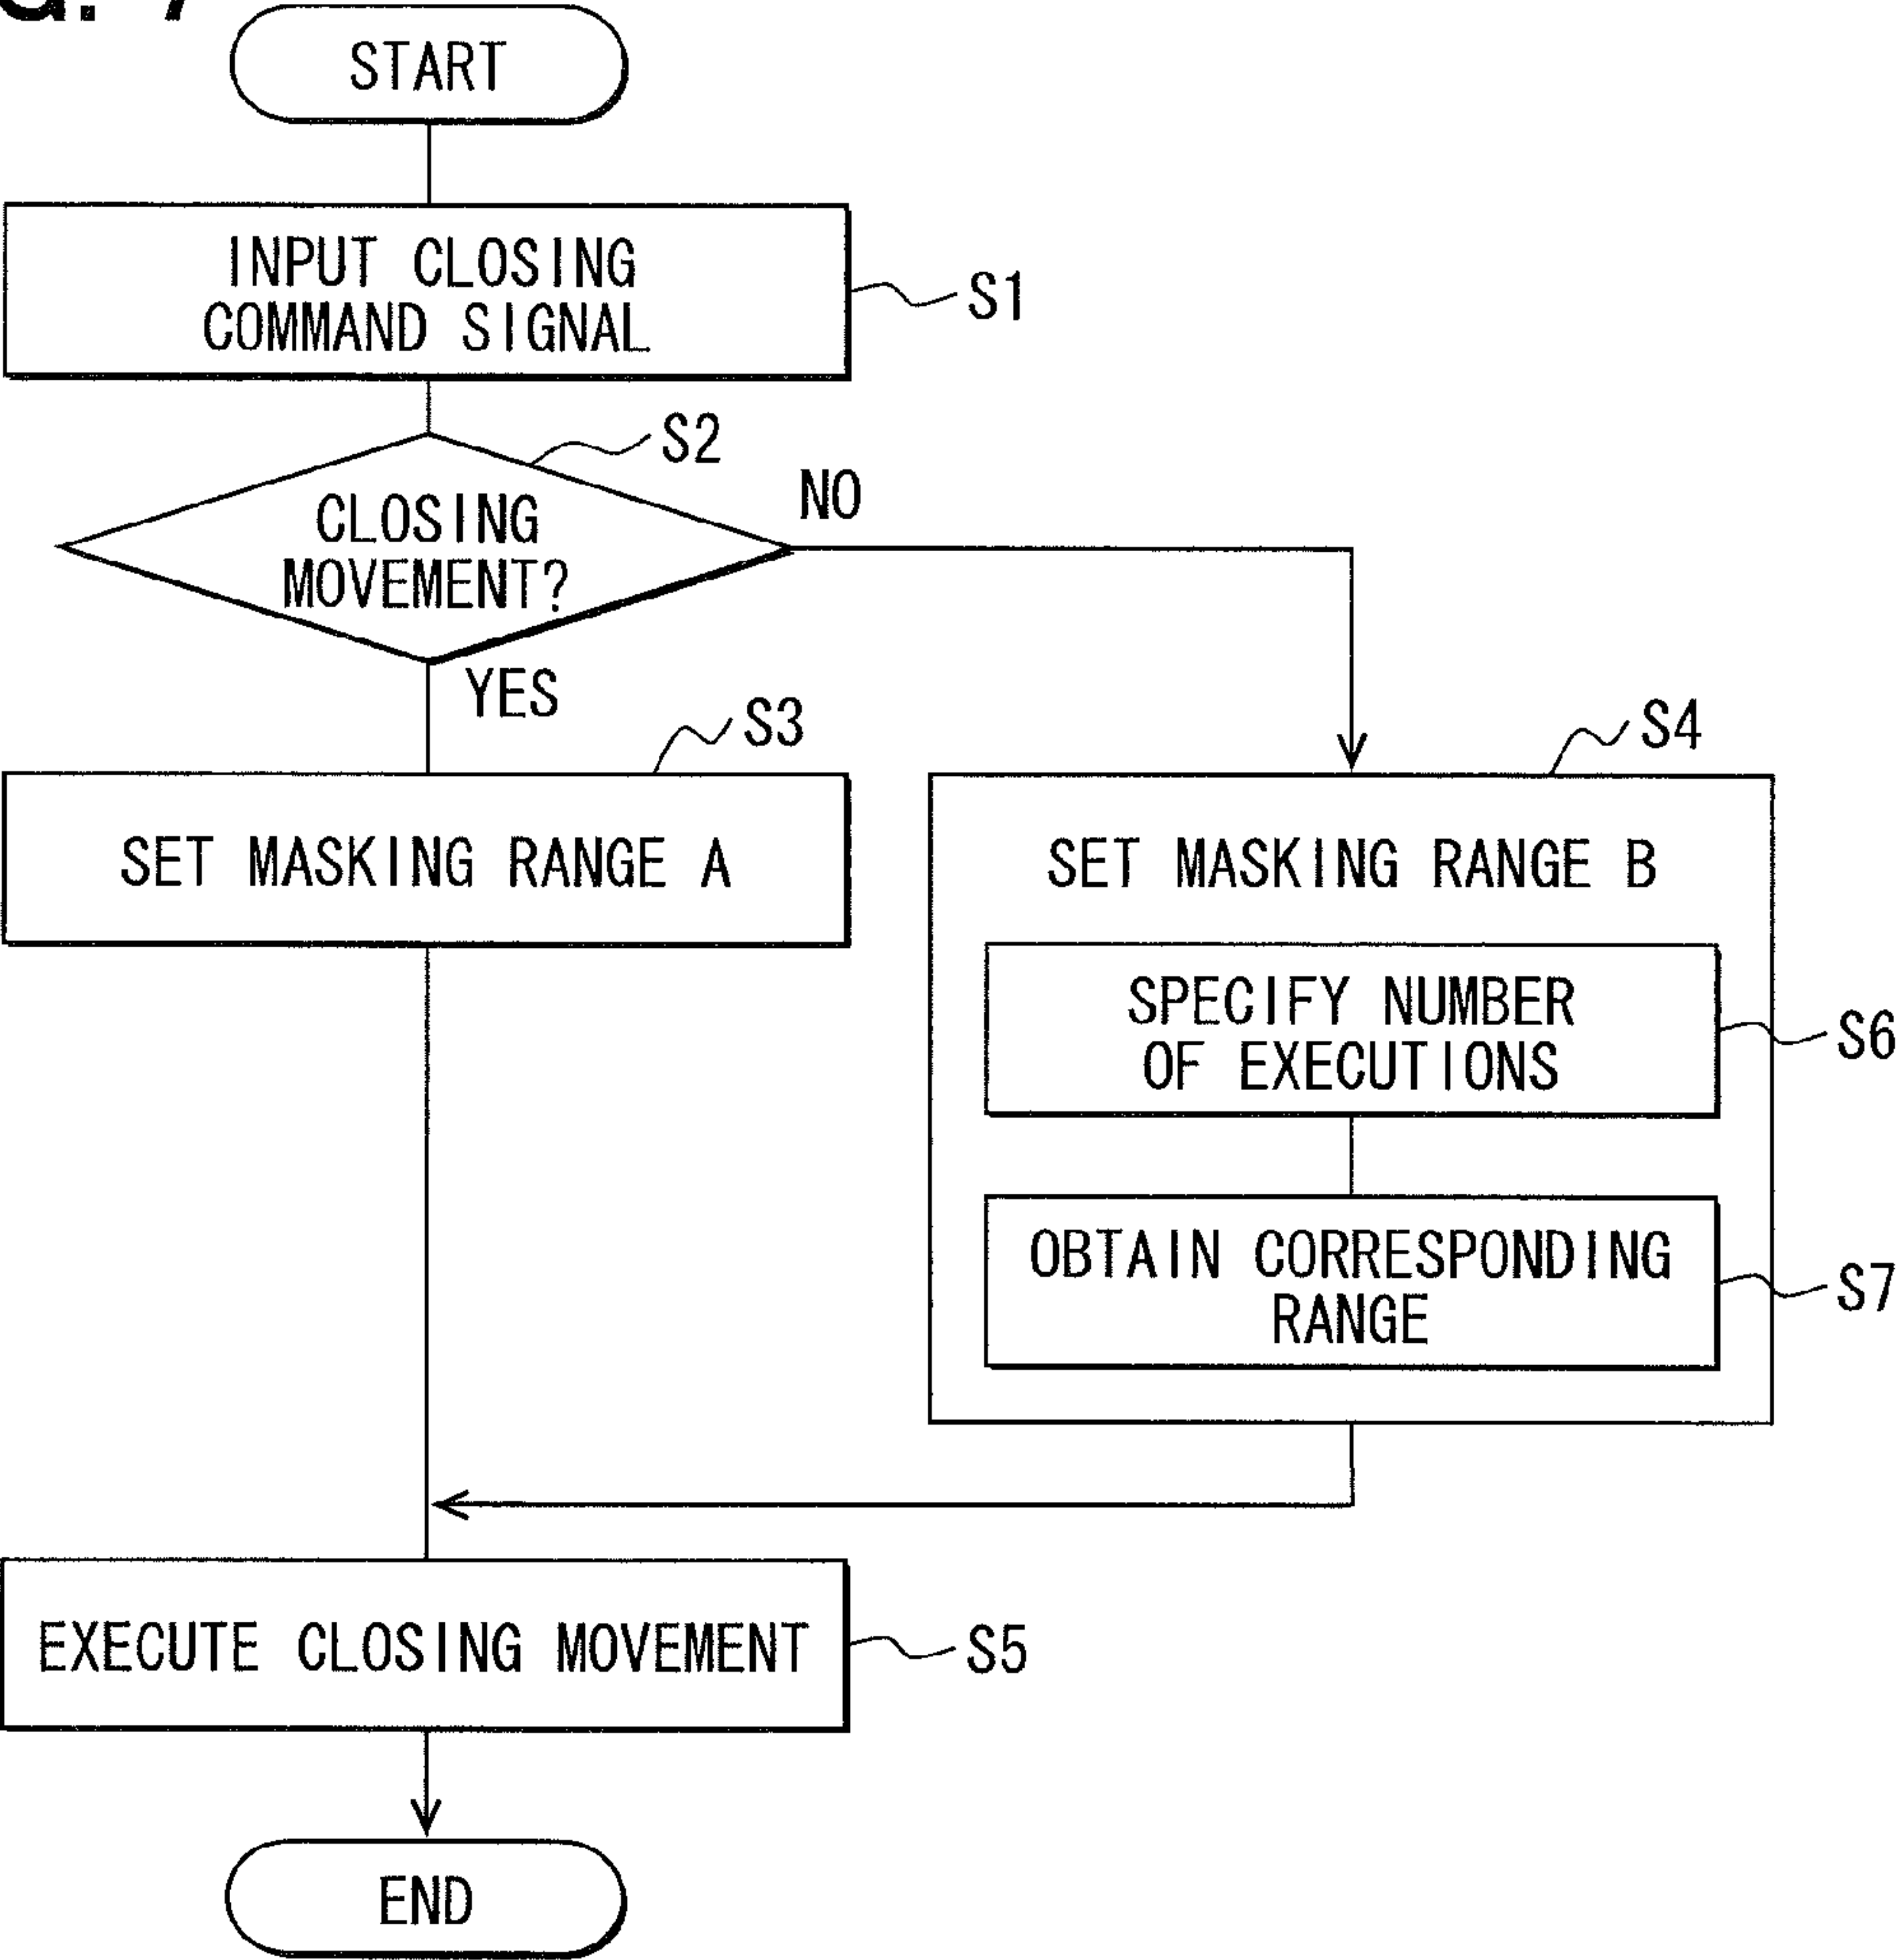 START
INPUT CLOSING
COMMAND SIGNAL
S1
S2
CLOSING
MOVEMENT?
NO
YES
S3
SET MASKING RANGE A
S4
SET MASKING RANGE B
SPECIFY NUMBER
OF EXECUTIONS
S6
OBTAIN CORRESPONDING
RANGE
S7
EXECUTE CLOSING MOVEMENT
S5
END